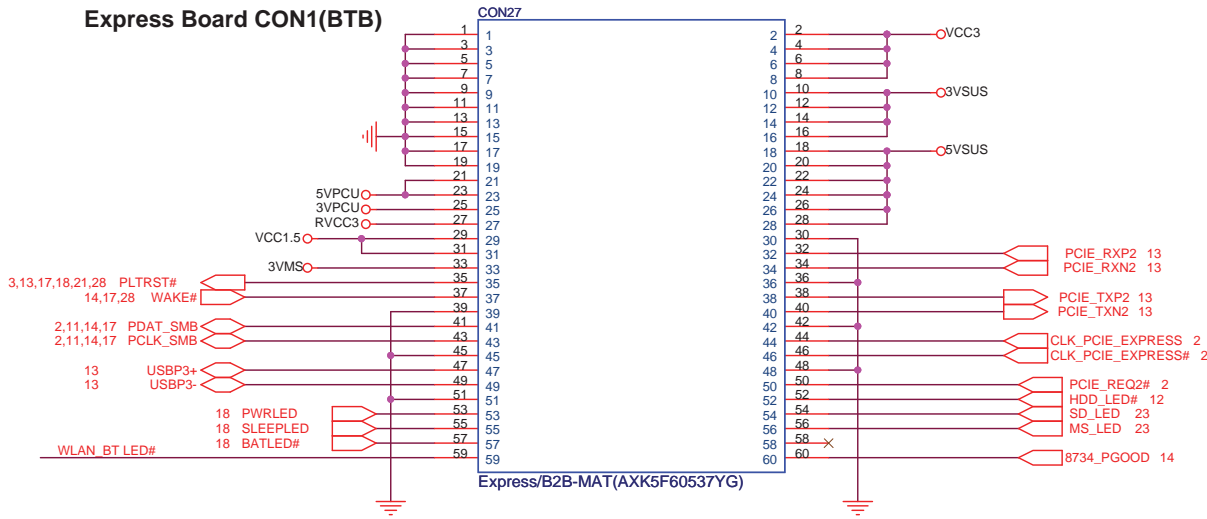 Express Board CON1(BTB)
CON27
1 1 2 2 VCC3
3 3 4 4
5 5 6 6
7 7 8 8
9 9 10 10 3VSUS
11 11 12 12
13 13 14 14
15 15 16 16
17 17 18 18 5VSUS
19 19 20 20
21 21 22 22
5VPCU 23 23 24 24
3VPCU 25 25 26 26
RVCC3 27 27 28 28
VCC1.5 29 29 30 30
31 31 32 32 PCIE_RXP2 13
3VMS 33 33 34 34 PCIE_RXN2 13
3,13,17,18,21,28 PLTRST# 35 35 36 36
14,17,28 WAKE# 37 37 38 38 PCIE_TXP2 13
39 39 40 40 PCIE_TXN2 13
2,11,14,17 PDAT_SMB 41 41 42 42
2,11,14,17 PCLK_SMB 43 43 44 44 CLK_PCIE_EXPRESS 2
45 45 46 46 CLK_PCIE_EXPRESS# 2
13 USBP3+ 47 47 48 48
13 USBP3- 49 49 50 50 PCIE_REQ2# 2
51 51 52 52 HDD_LED# 12
18 PWRLED 53 53 54 54 SD_LED 23
18 SLEEPLED 55 55 56 56 MS_LED 23
18 BATLED# 57 57 58 58
WLAN_BT LED# 59 59 60 60 8734_PGOOD 14
Express/B2B-MAT(AXK5F60537YG)